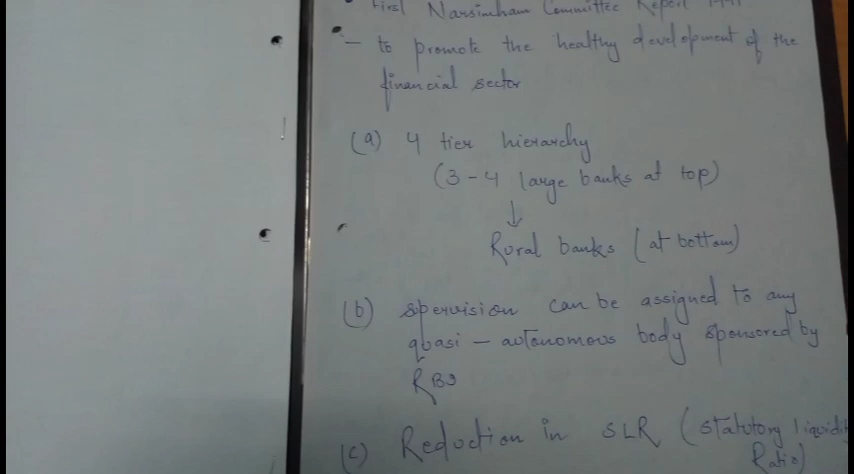 • First Narsimham Committee Report 1991
- to promote the healthy development of the
financial sector
(a) 4 tier hierarchy
(3-4 large banks at top)
↓
Rural banks (at bottom)
(b) spervision can be assigned to any
quasi - autonomous body sponsored by
RBI
(c) Reduction in SLR (statutory liquidity
Ratio)